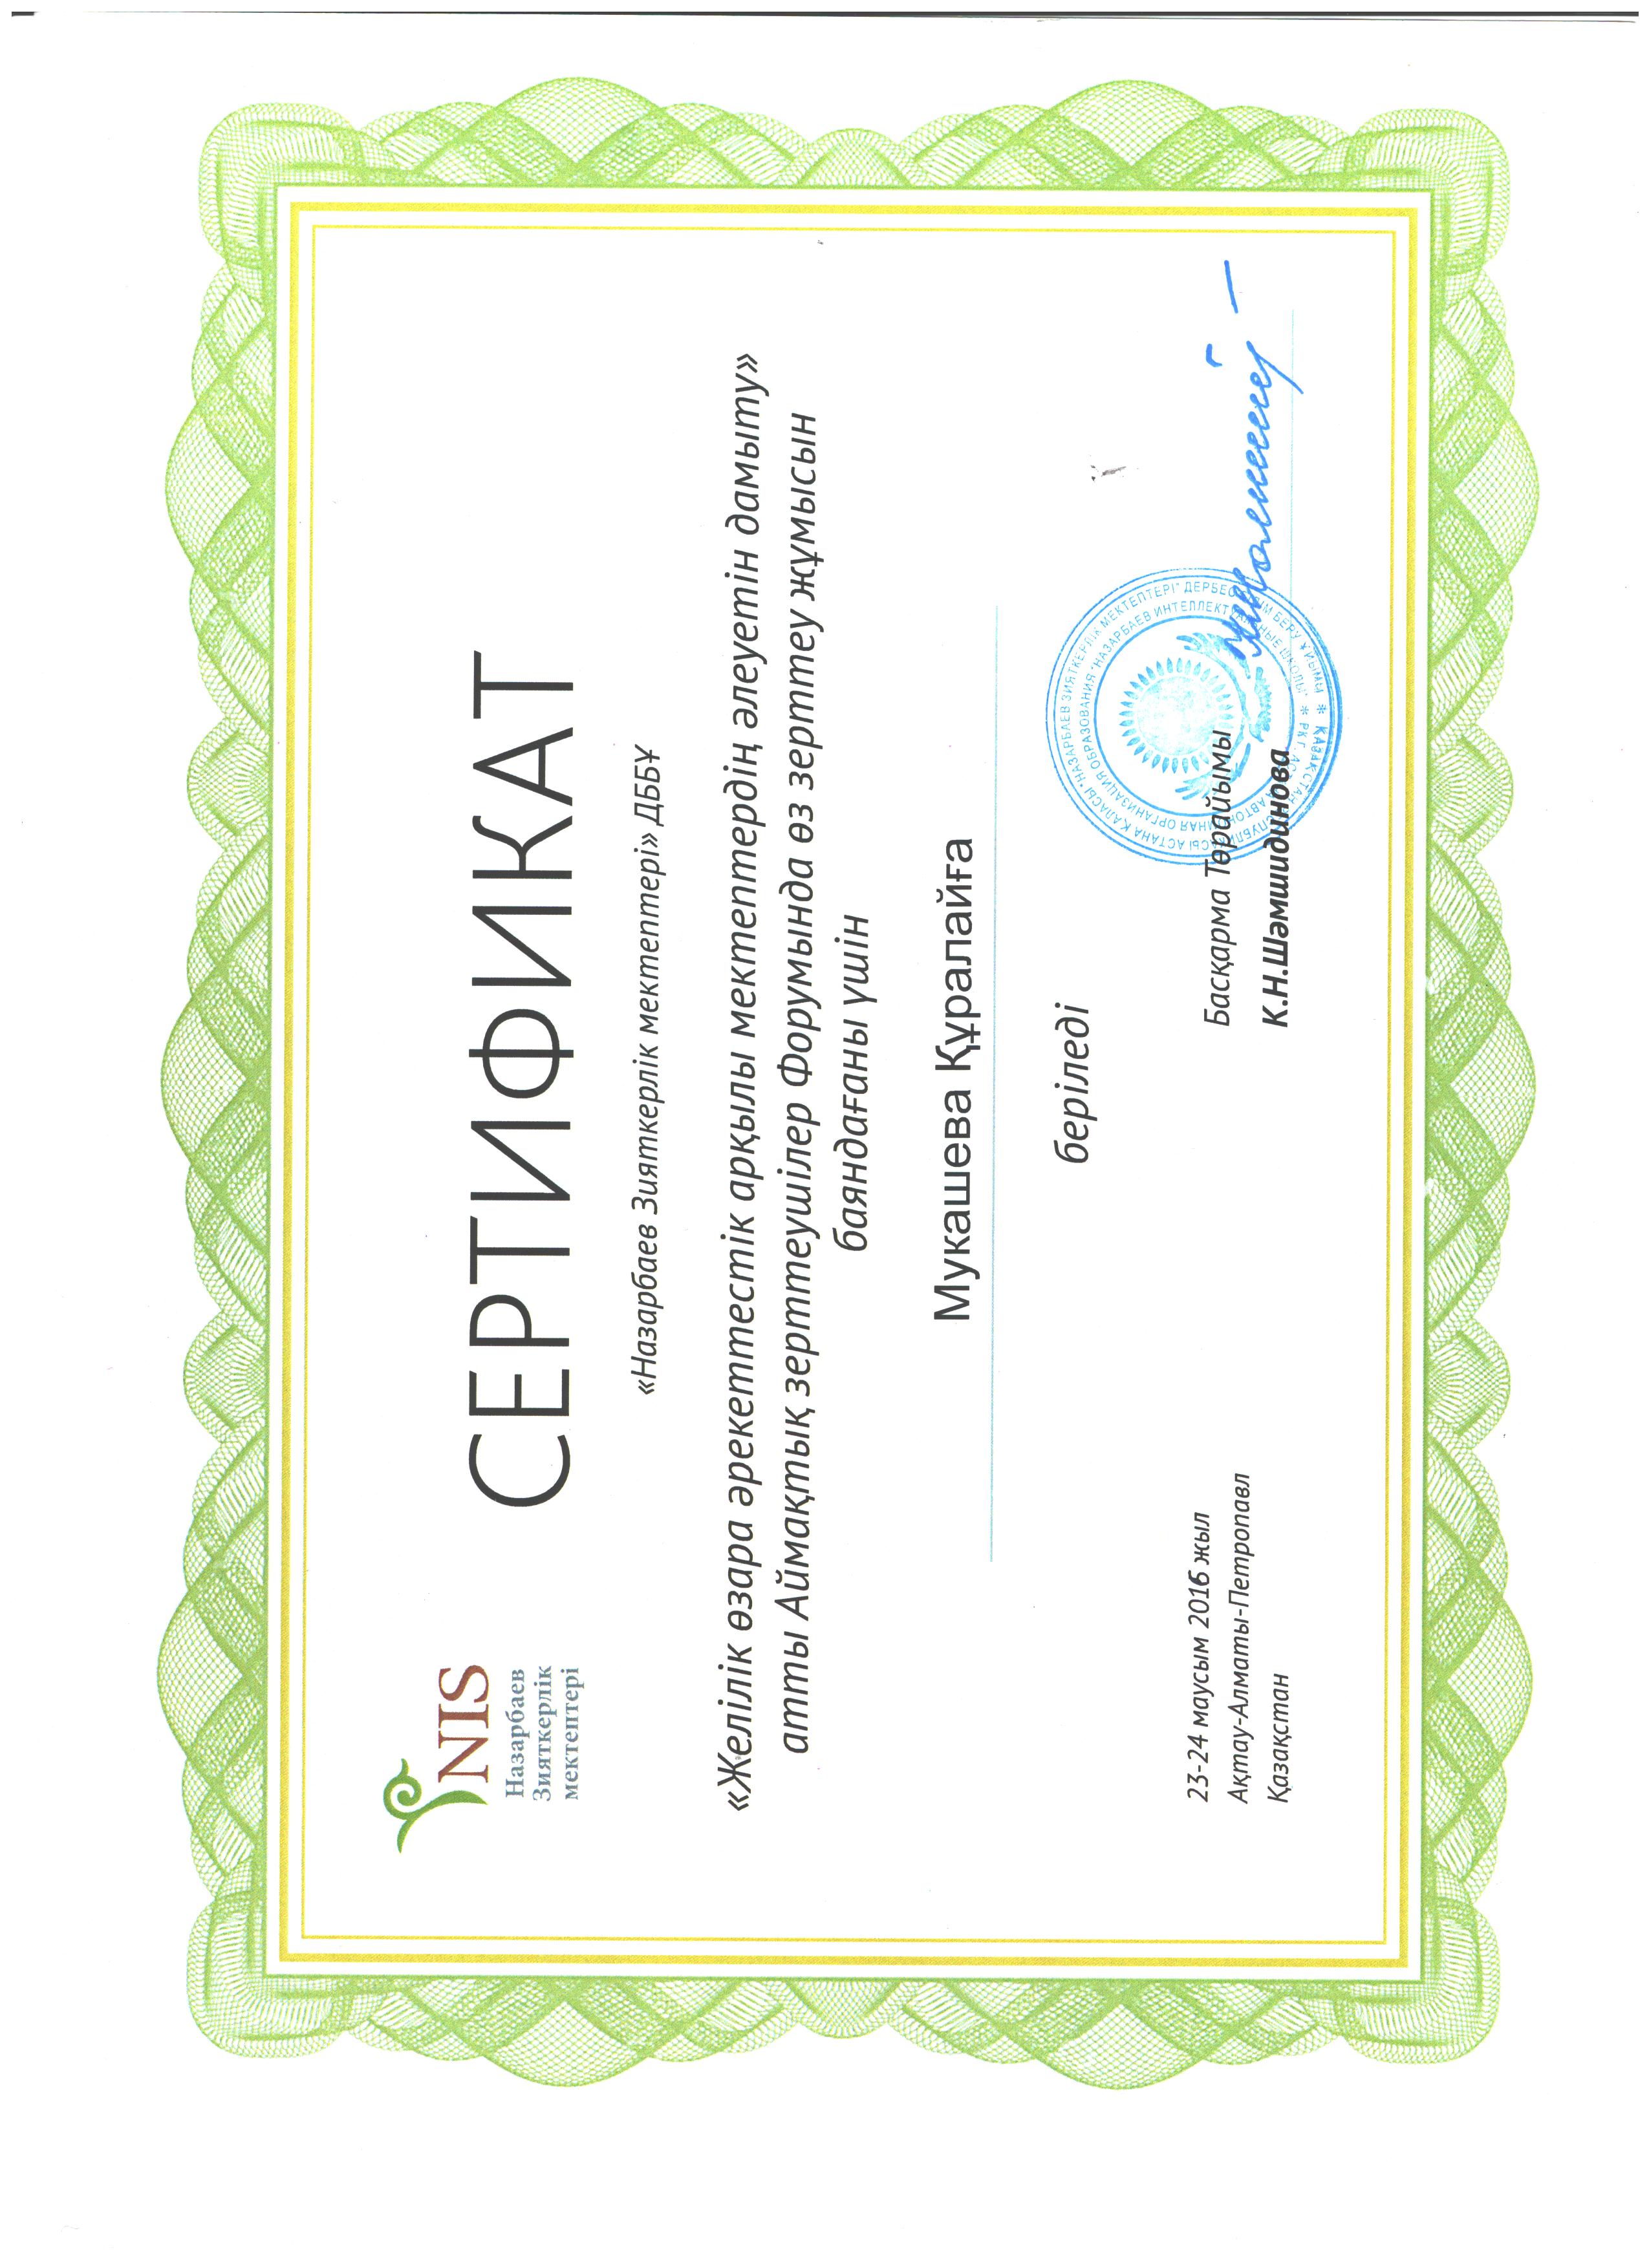 NIS
Назарбаев
Зияткерлік
мектептері
СЕРТИФИКАТ
«Назарбаев Зияткерлік мектептері» ДББҰ
«Желілік өзара әрекеттестік арқылы мектептердің әлеуетін дамыту»
атты Аймақтық зерттеушілер Форумында өз зерттеу жұмысын
баяндағаны үшін
Мукашева Құралайға
беріледі
23-24 маусым 2016 жыл
Ақтау-Алматы-Петропавл
Қазақстан
Басқарма Төрайымы
К.Н.Шәмшидинова
ҚАЗАҚСТАН РЕСПУБЛИКАСЫ АСТАНА ҚАЛАСЫ "НАЗАРБАЕВ ЗИЯТКЕРЛІК МЕКТЕПТЕРІ" ДЕРБЕС БІЛІМ БЕРУ ҰЙЫМЫ
РК Г. АСТАНА АВТОНОМНАЯ ОРГАНИЗАЦИЯ ОБРАЗОВАНИЯ "НАЗАРБАЕВ ИНТЕЛЛЕКТУАЛЬНЫЕ ШКОЛЫ"